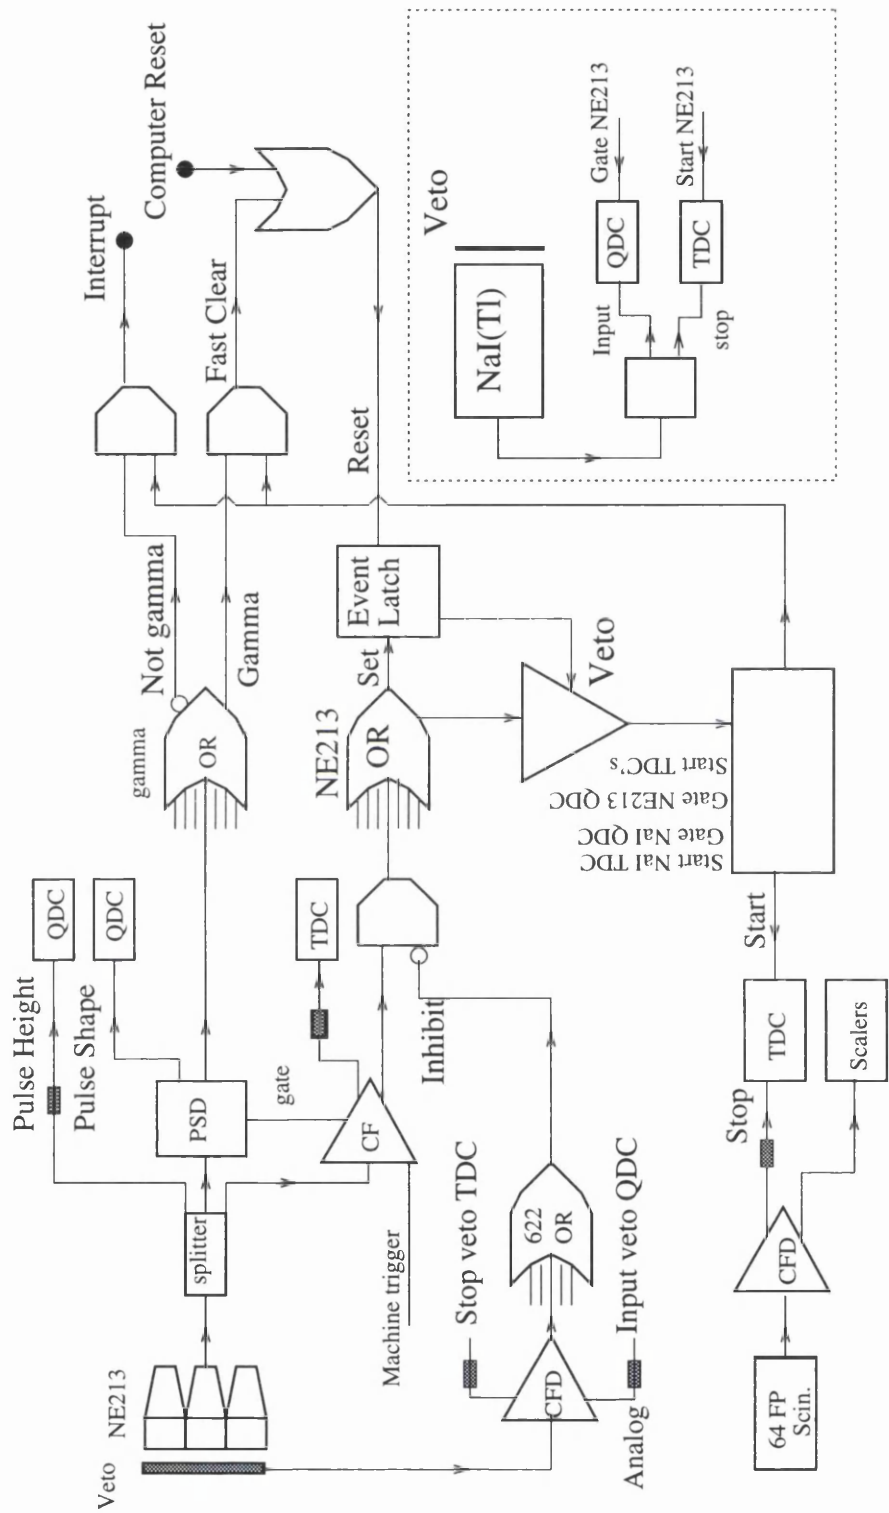 Veto
NE213
splitter
Pulse Height
QDC
Pulse Shape
QDC
PSD
gate
CF
Machine trigger
TDC
gamma
OR
Not gamma
Gamma
Interrupt
Fast Clear
Computer Reset
Inhibit
NE213
OR
Set
Event
Latch
Reset
Veto
Stop veto TDC
CFD
622
OR
Analog
Input veto QDC
64 FP
Scin.
CFD
Stop
TDC
Scalers
Start
Start TDC's
Gate NE213 QDC
Gate NaI QDC
Start NaI TDC
Veto
NaI(Tl)
Input
QDC
Gate NE213
stop
TDC
Start NE213